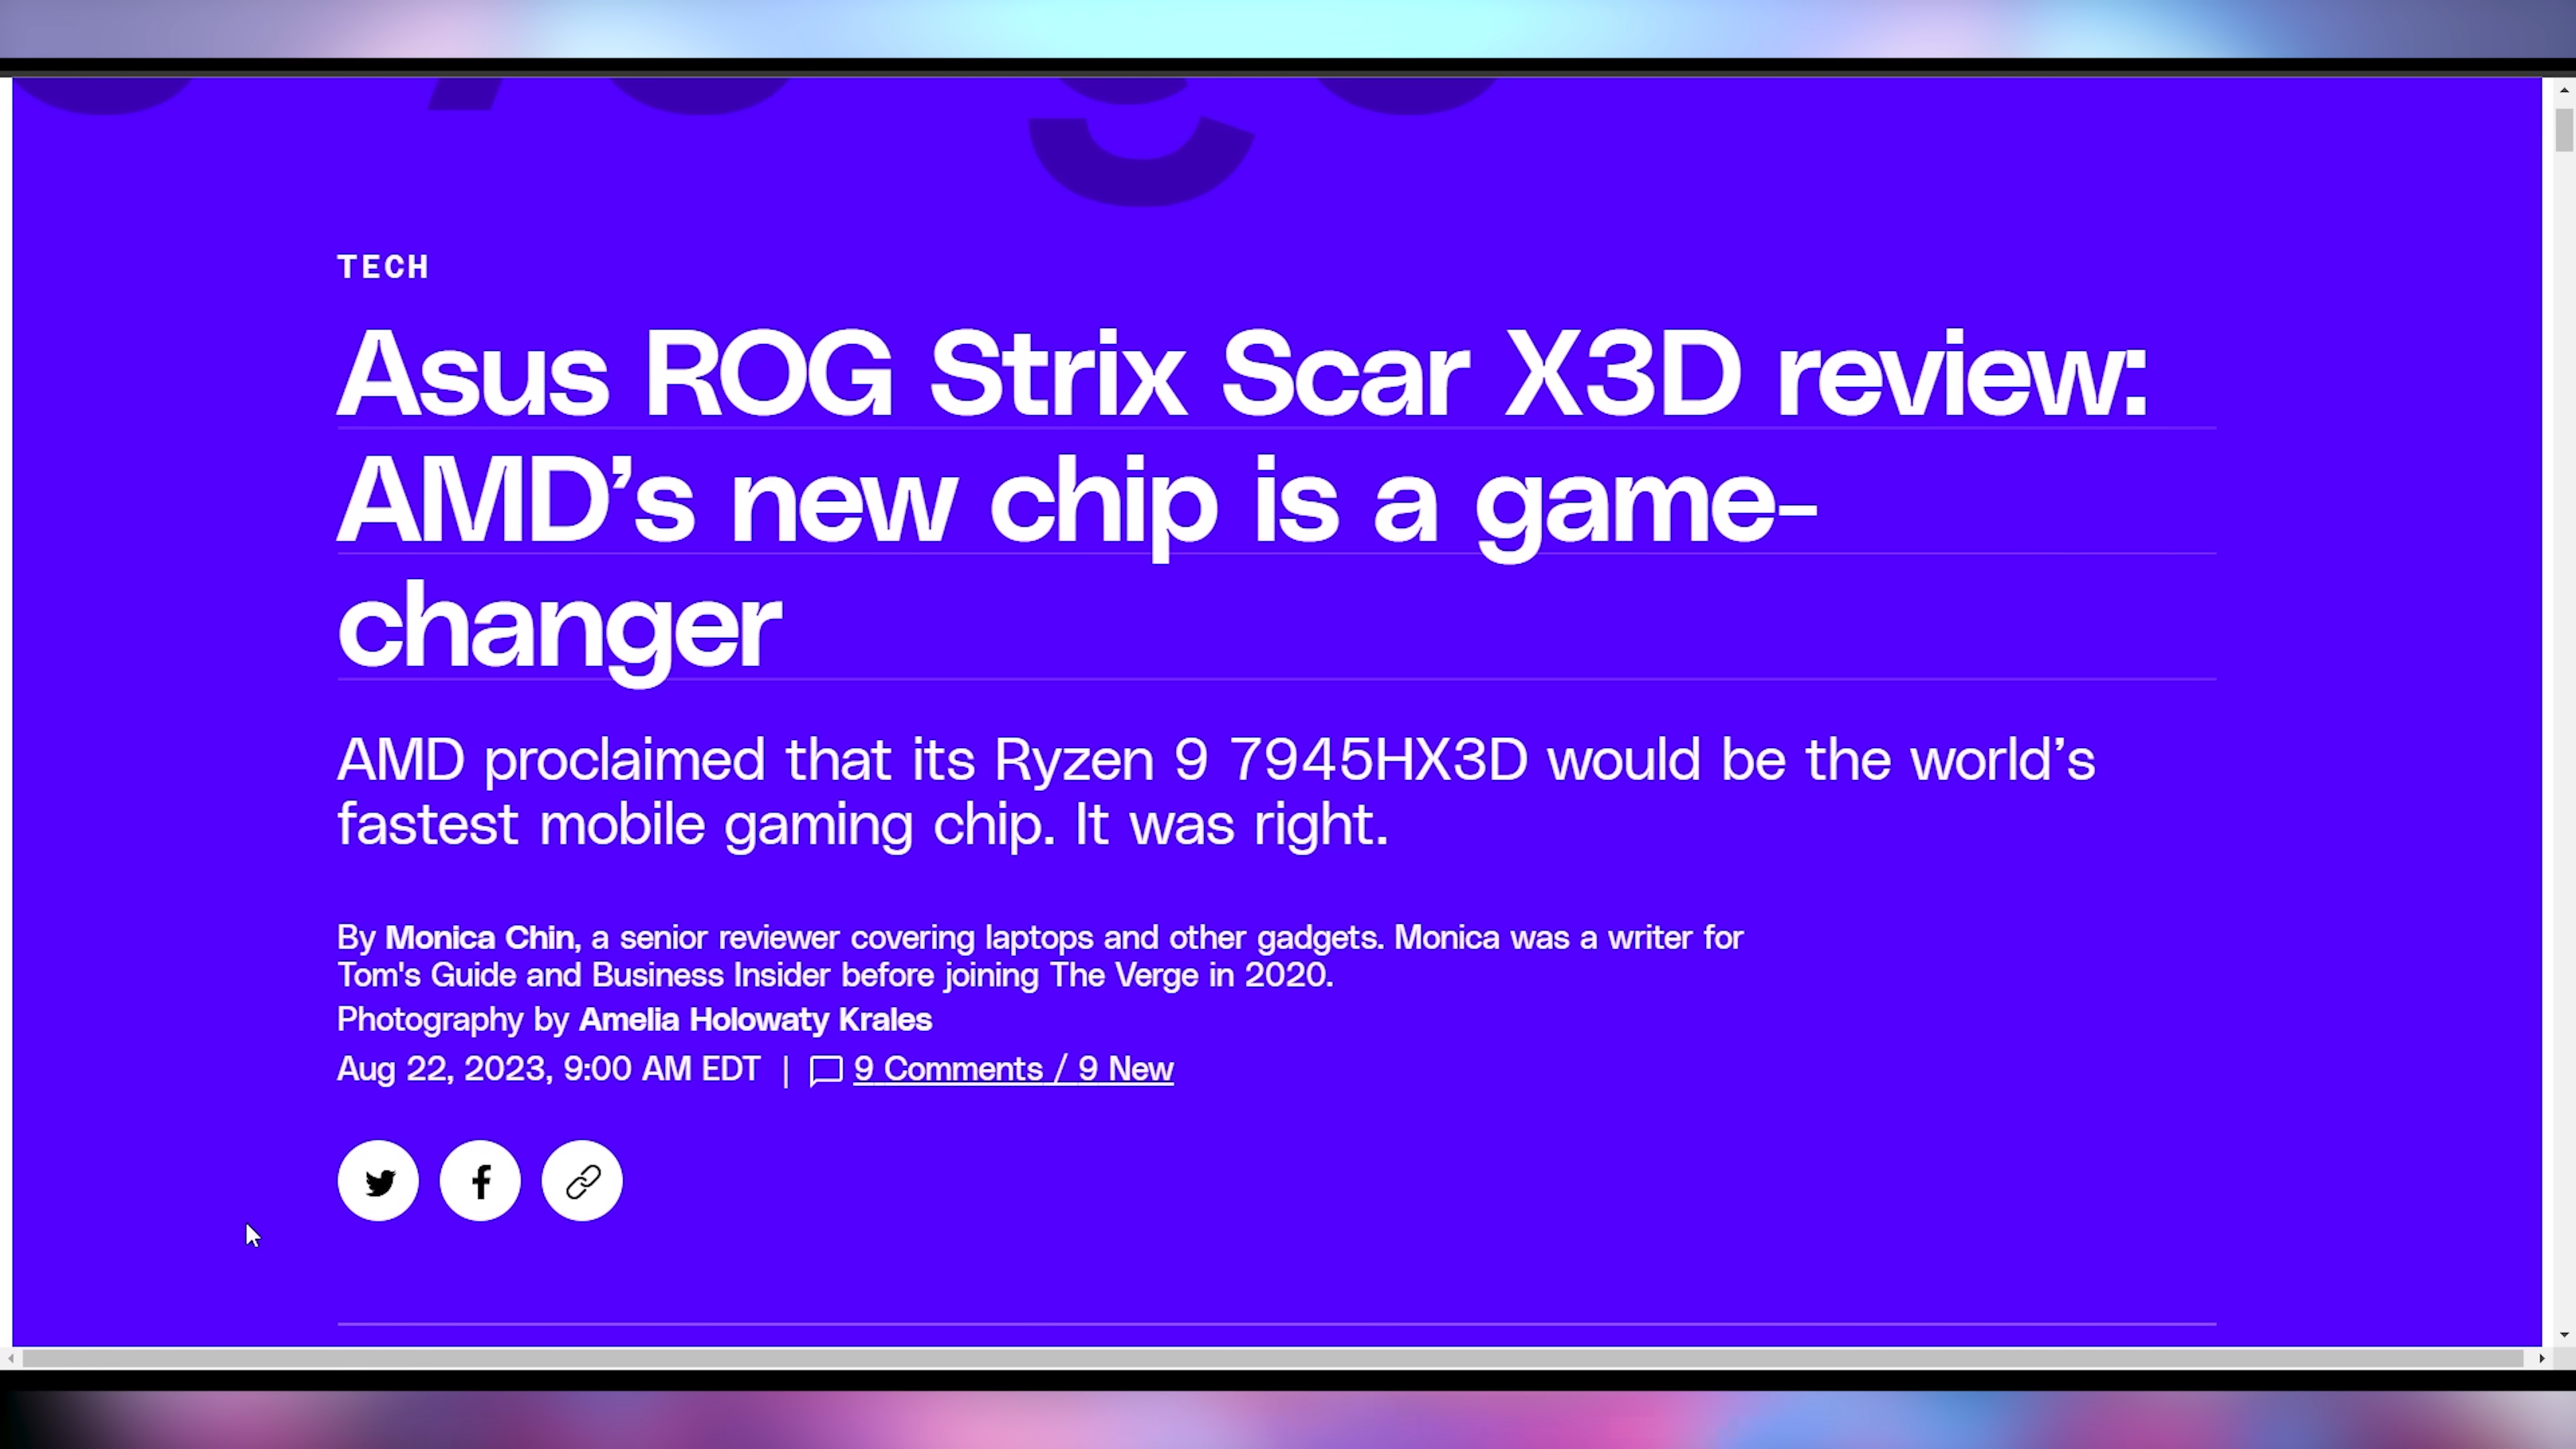 TECH
Asus ROG Strix Scar X3D review:
AMD’s new chip is a game-
changer
AMD proclaimed that its Ryzen 9 7945HX3D would be the world’s
fastest mobile gaming chip. It was right.
By Monica Chin, a senior reviewer covering laptops and other gadgets. Monica was a writer for
Tom's Guide and Business Insider before joining The Verge in 2020.
Photography by Amelia Holowaty Krales
Aug 22, 2023, 9:00 AM EDT | 9 Comments / 9 New